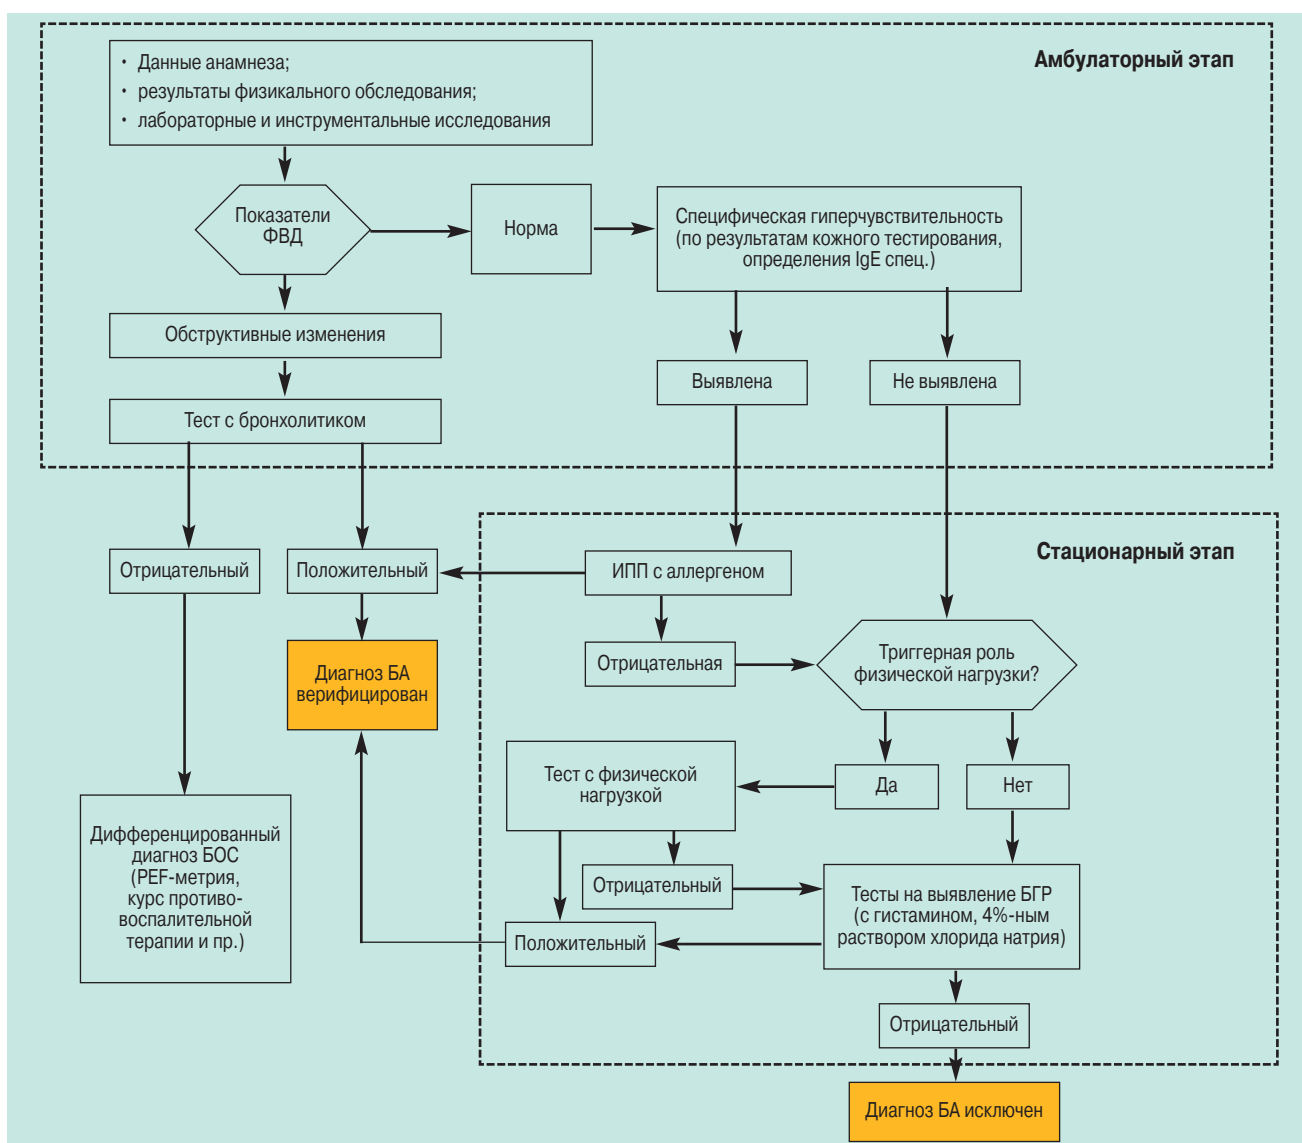 Амбулаторный этап
· Данные анамнеза;
· результаты физикального обследования;
· лабораторные и инструментальные исследования
Показатели
ФВД
Норма
Специфическая гиперчувствительность
(по результатам кожного тестирования,
определения IgE спец.)
Обструктивные изменения
Выявлена
Не выявлена
Тест с бронхолитиком
Стационарный этап
Отрицательный
Положительный
ИПП с аллергеном
Отрицательная
Триггерная роль
физической нагрузки?
Диагноз БА
верифицирован
Тест с физической
нагрузкой
Да
Нет
Дифференцированный
диагноз БОС
(PEF-метрия,
курс противо-
воспалительной
терапии и пр.)
Отрицательный
Положительный
Тесты на выявление БГР
(с гистамином, 4%-ным
раствором хлорида натрия)
Отрицательный
Диагноз БА исключен